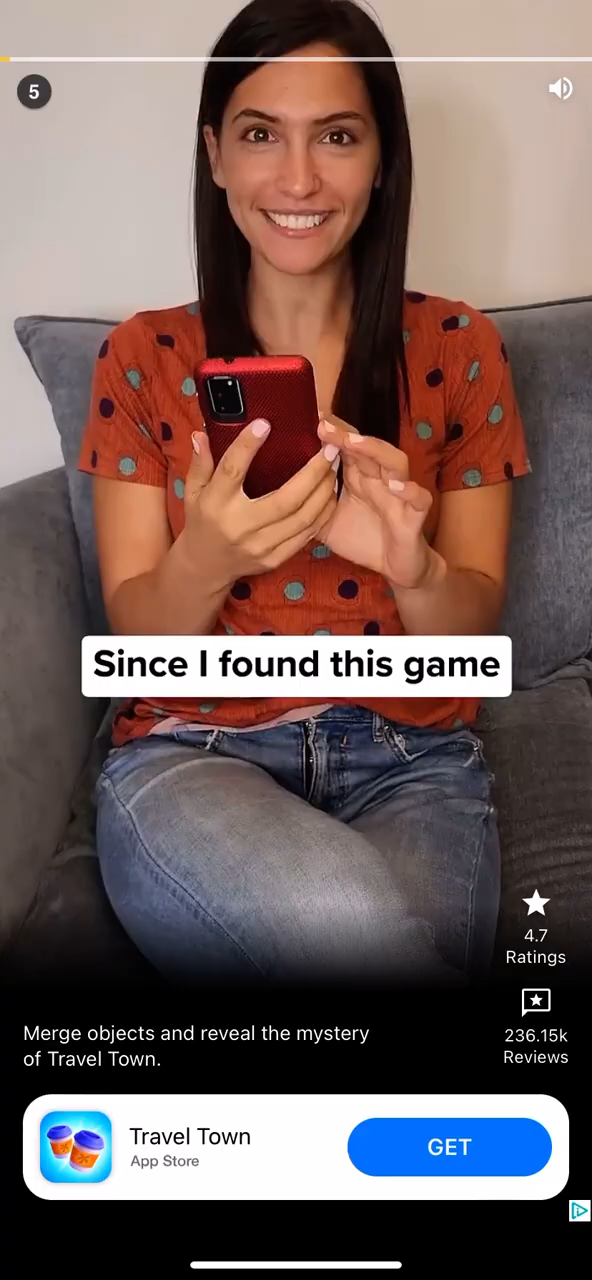 5
Since I found this game
4.7
Ratings
236.15k
Reviews
Merge objects and reveal the mystery
of Travel Town.
Travel Town
App Store
GET